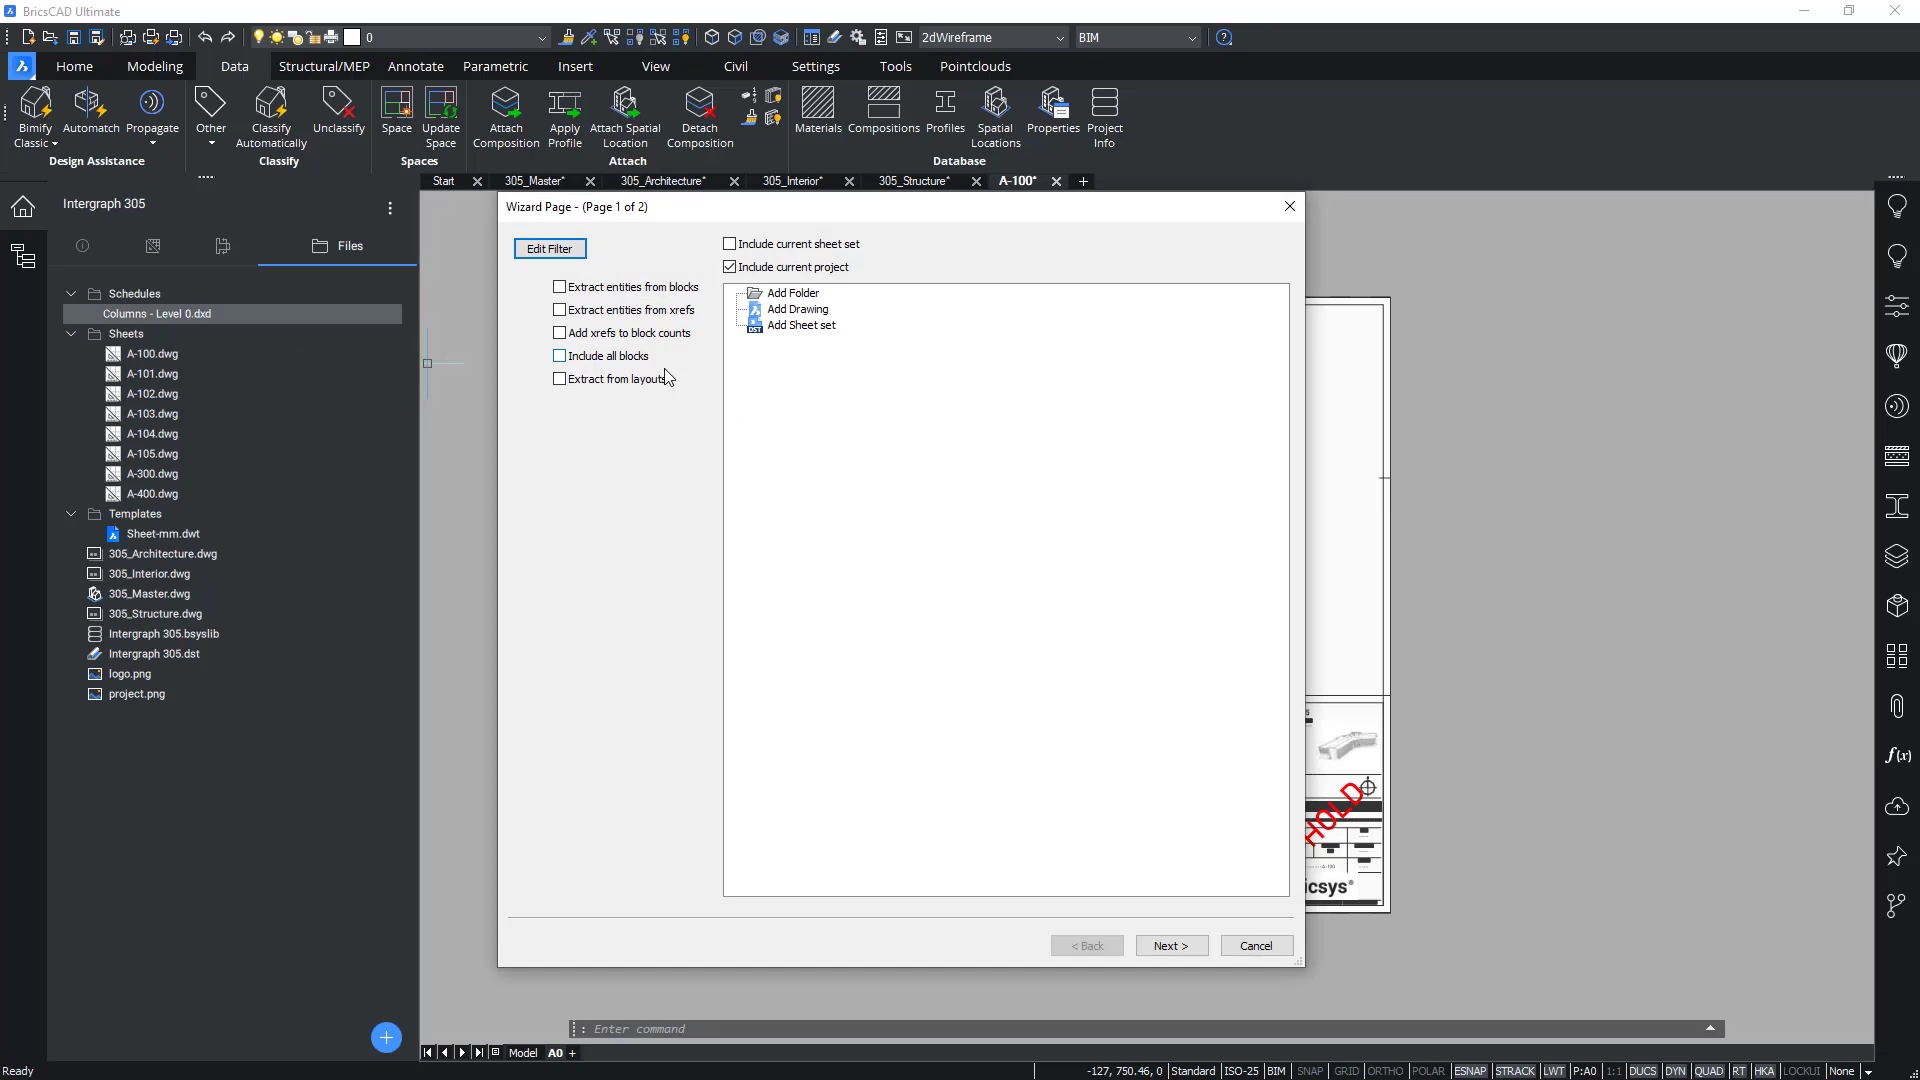 BricsCAD Ultimate
0
2dWireframe
BIM
Home
Modeling
Data
Structural/MEP
Annotate
Parametric
Insert
View
Civil
Settings
Tools
Pointclouds
Bimify Classic
Automatch
Propagate
Other
Classify Automatically
Unclassify
Space
Update Space
Attach Composition
Apply Profile
Attach Spatial Location
Detach Composition
Materials
Compositions
Profiles
Spatial Locations
Properties
Project Info
Design Assistance
Classify
Spaces
Attach
Database
Start
305_Master*
305_Architecture*
305_Interior*
305_Structure*
A-100*
Intergraph 305
Files
Schedules
Columns - Level 0.dxd
Sheets
A-100.dwg
A-101.dwg
A-102.dwg
A-103.dwg
A-104.dwg
A-105.dwg
A-300.dwg
A-400.dwg
Templates
Sheet-mm.dwt
305_Architecture.dwg
305_Interior.dwg
305_Master.dwg
305_Structure.dwg
Intergraph 305.bsyslib
Intergraph 305.dst
logo.png
project.png
Wizard Page - (Page 1 of 2)
Edit Filter
Extract entities from blocks
Extract entities from xrefs
Add xrefs to block counts
Include all blocks
Extract from layouts
Include current sheet set
Include current project
Add Folder
Add Drawing
DST
Add Sheet set
< Back
Next >
Cancel
HOLD
A-100
icsys®
f(x)
: Enter command
Model
A0
Ready
-127, 750.46, 0
Standard
ISO-25
BIM
SNAP
GRID
ORTHO
POLAR
ESNAP
STRACK
LWT
P:A0
1:1
DUCS
DYN
QUAD
RT
HKA
LOCKUI
None